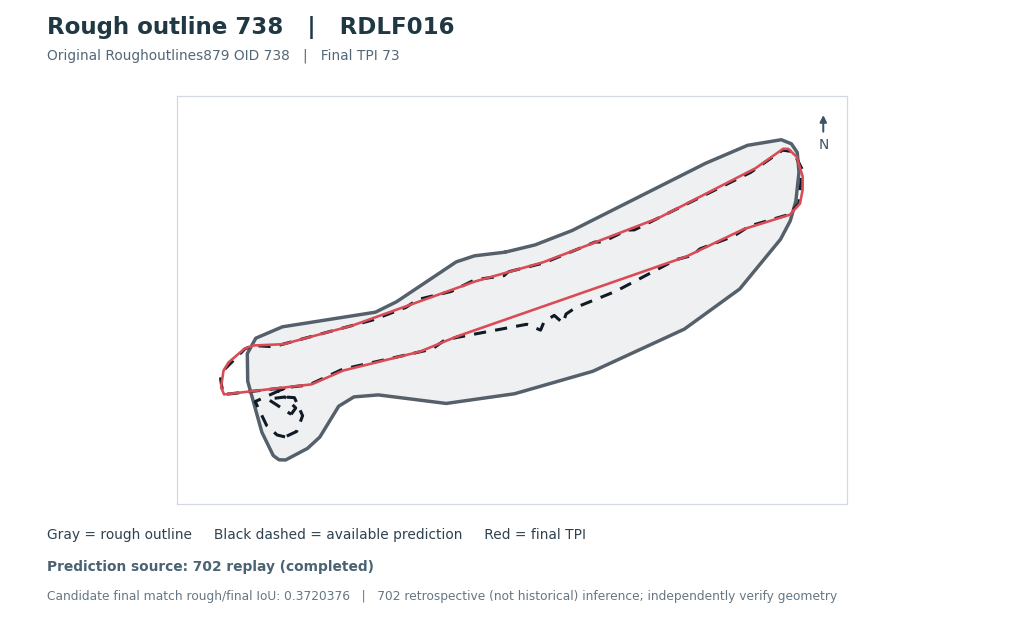 Rough outline 738   |   RDLF016
Original Roughoutlines879 OID 738   |   Final TPI 73
N
Gray = rough outline     Black dashed = available prediction     Red = final TPI
Prediction source: 702 replay (completed)
Candidate final match rough/final IoU: 0.3720376   |   702 retrospective (not historical) inference; independently verify geometry